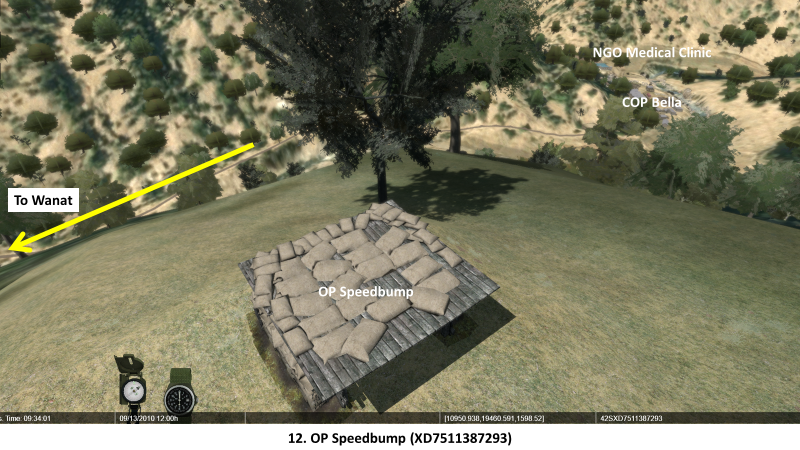 NGO Medical Clinic
COP Bella
To Wanat
OP Speedbump
s. Time: 09:34:01 09/13/2010 12:00h [10950.938,19460.591,1598.52] 42SXD7511387293
12. OP Speedbump (XD7511387293)